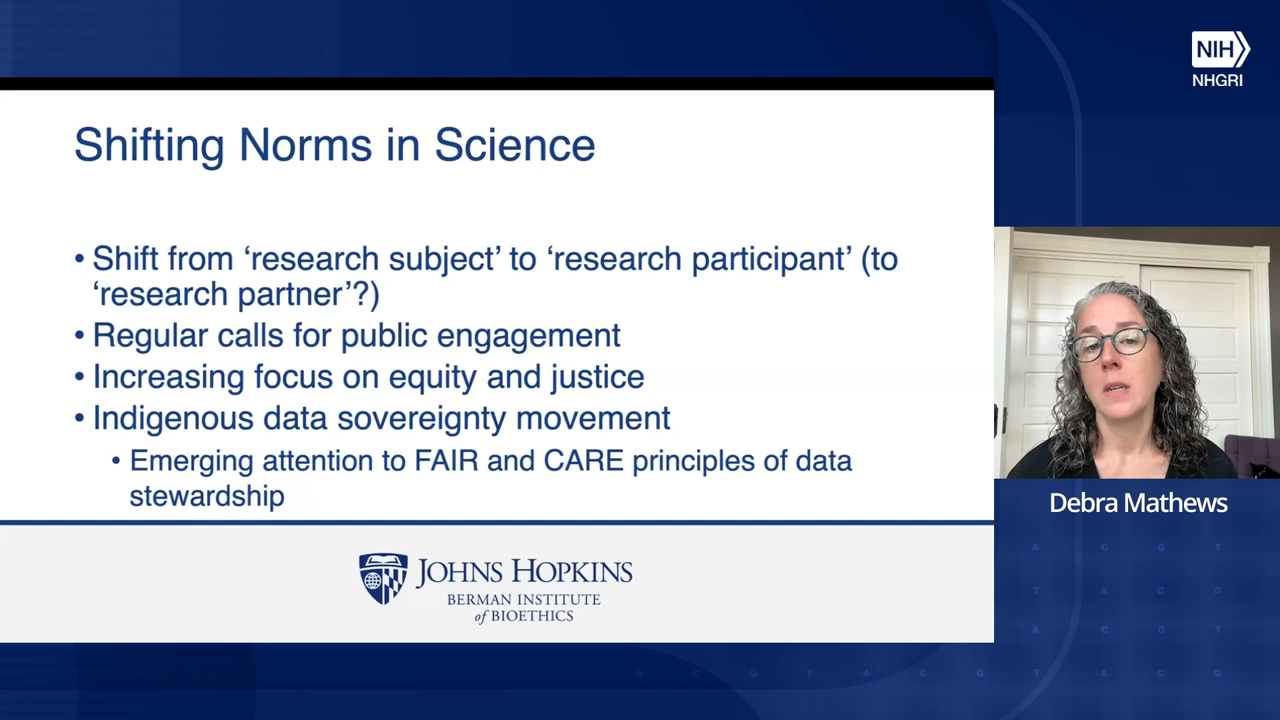 NIH
NHGRI
Shifting Norms in Science
• Shift from ‘research subject’ to ‘research participant’ (to
‘research partner’?)
• Regular calls for public engagement
• Increasing focus on equity and justice
• Indigenous data sovereignty movement
• Emerging attention to FAIR and CARE principles of data
stewardship
Debra Mathews
JOHNS HOPKINS
BERMAN INSTITUTE
of BIOETHICS
A C G T
T A C G
A C G T
A C G T A C G T A C G